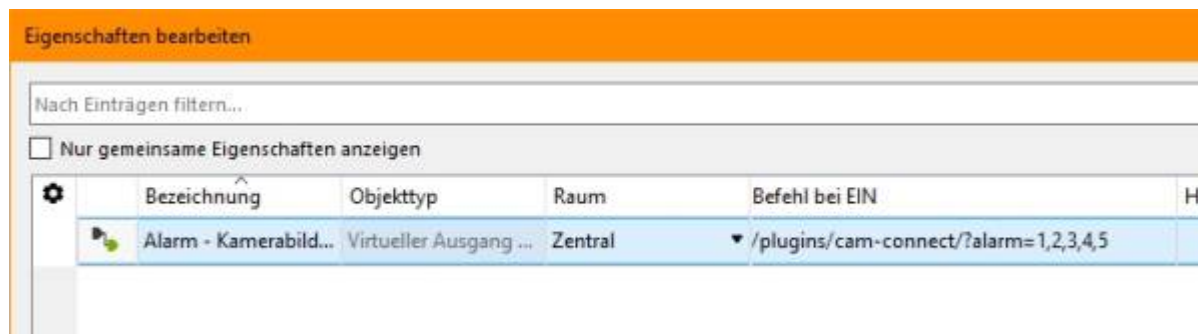 Eigenschaften bearbeiten
Nach Einträgen filtern...
Nur gemeinsame Eigenschaften anzeigen
Bezeichnung Objekttyp Raum Befehl bei EIN H
Alarm - Kamerabild... Virtueller Ausgang ... Zentral /plugins/cam-connect/?alarm=1,2,3,4,5